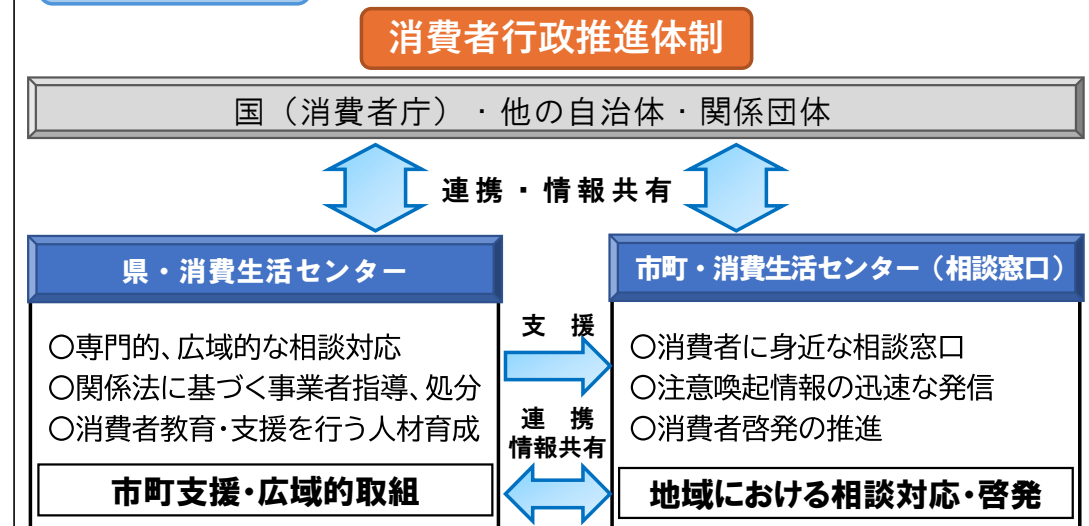 消費者行政推進体制
国（消費者庁）・他の自治体・関係団体
連携・情報共有
県・消費生活センター
〇専門的、広域的な相談対応
〇関係法に基づく事業者指導、処分
〇消費者教育・支援を行う人材育成
市町支援・広域的取組
支　援
連　携
情報共有
市町・消費生活センター（相談窓口）
〇消費者に身近な相談窓口
〇注意喚起情報の迅速な発信
〇消費者啓発の推進
地域における相談対応・啓発